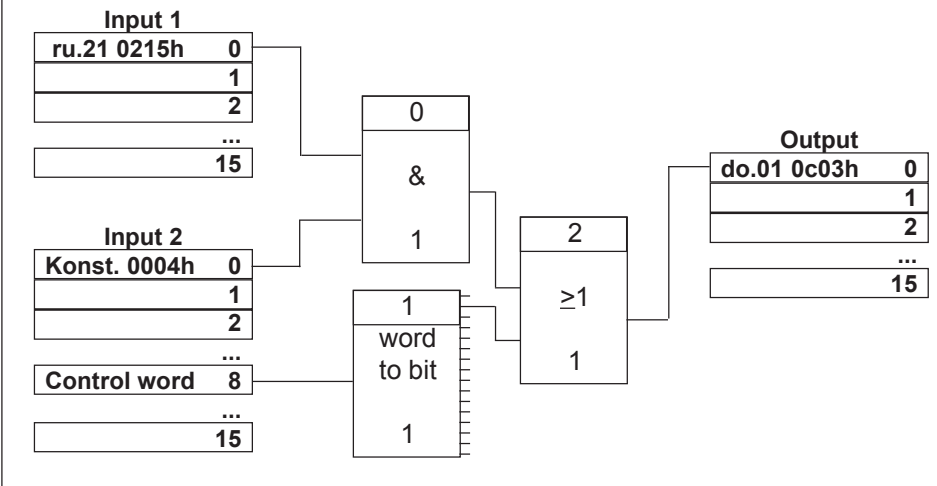 Input 1
ru.21 0215h 0
1
2
...
15
Input 2
Konst. 0004h 0
1
2
...
Control word 8
...
15
0
&
1
1
word
to bit
1
2
≥1
1
Output
do.01 0c03h 0
1
2
...
15